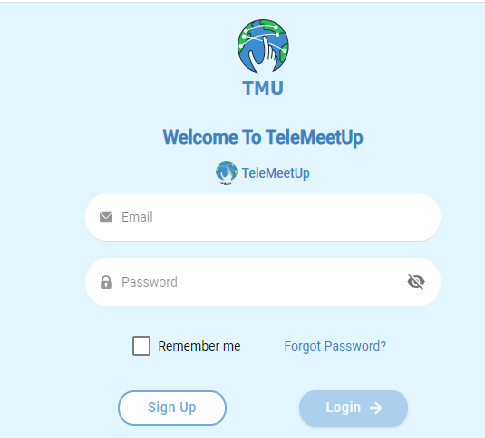 TMU
Welcome To TeleMeetUp
TeleMeetUp
Email
Password
Remember me Forgot Password?
Sign Up Login